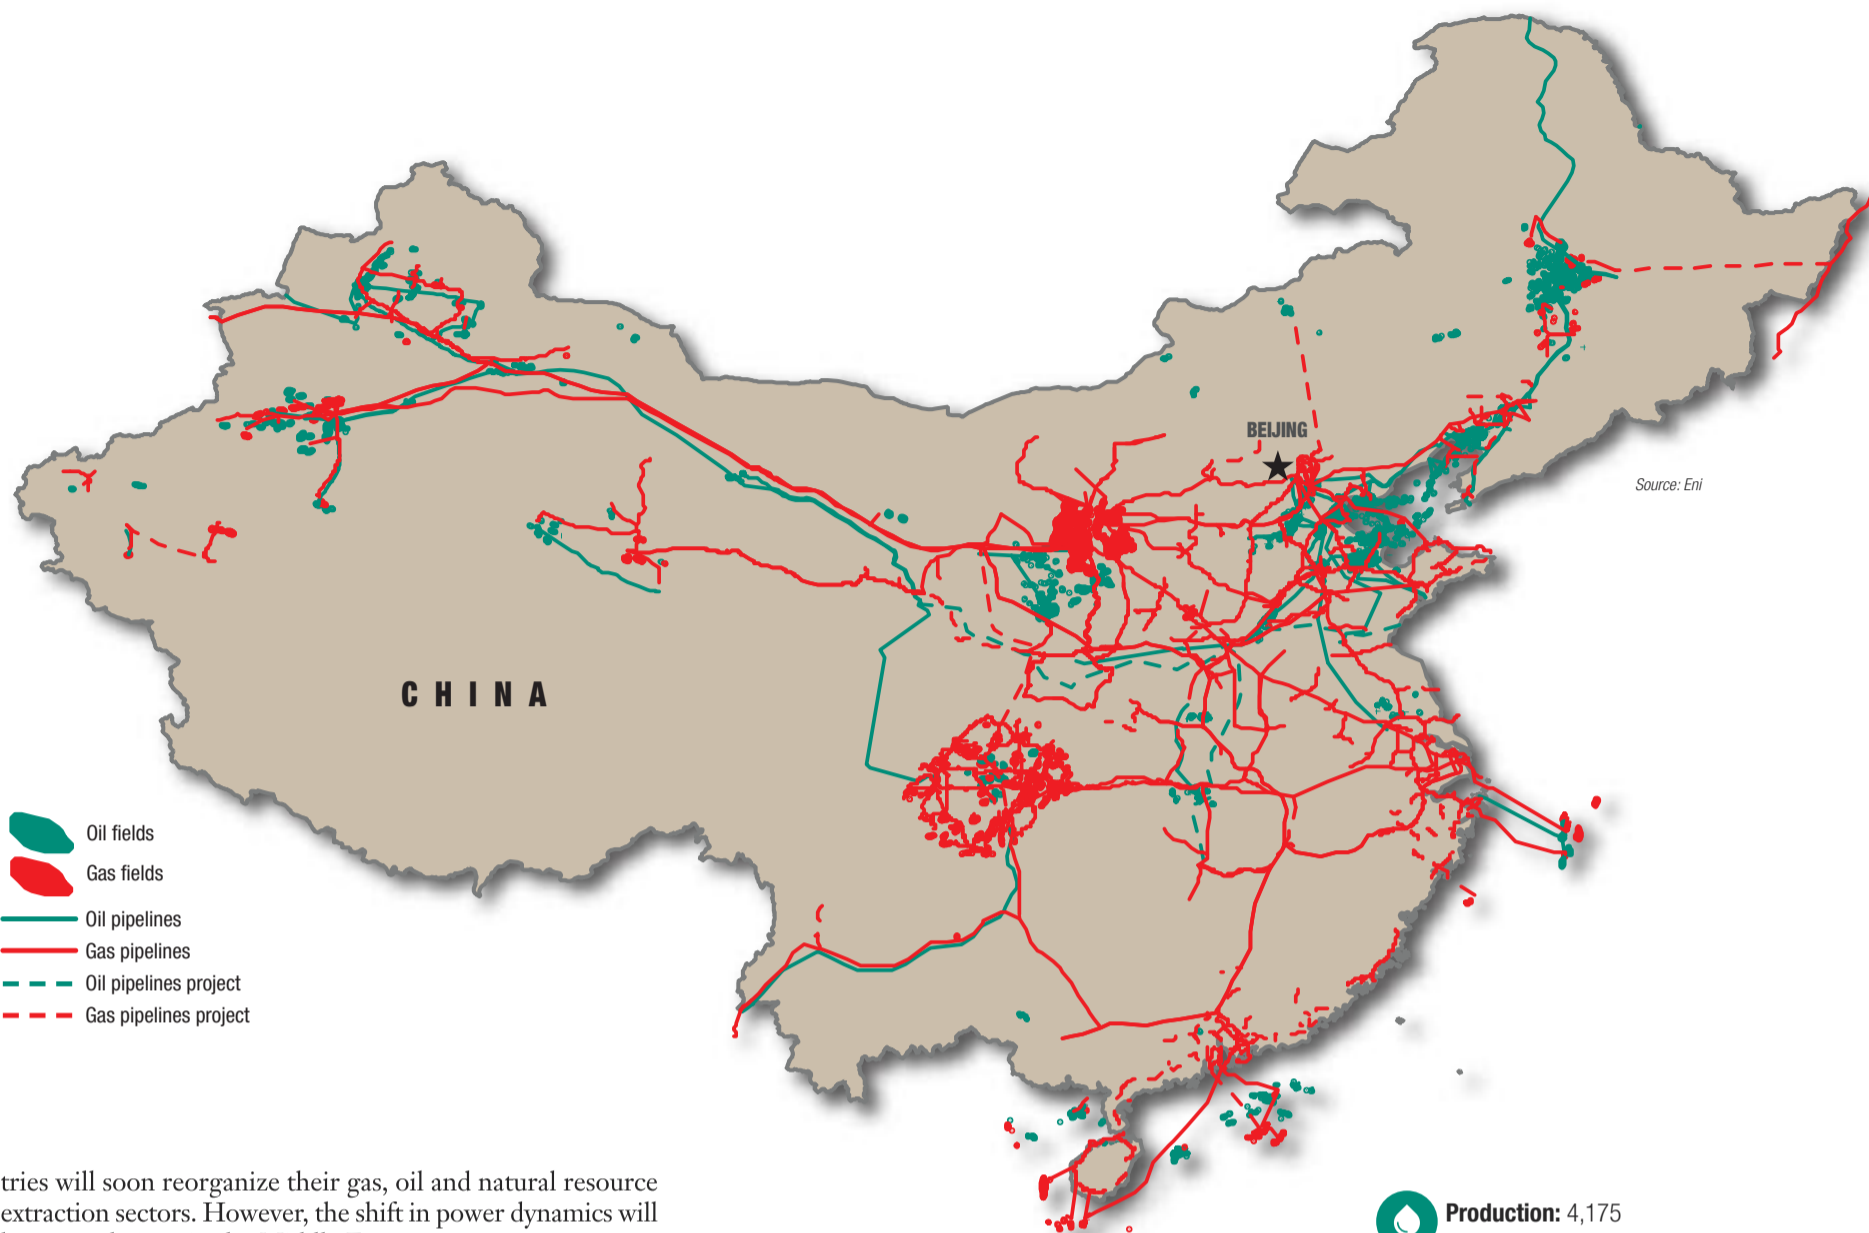 BEIJING
Source: Eni
CHINA
Oil fields
Gas fields
Oil pipelines
Gas pipelines
Oil pipelines project
Gas pipelines project
tries will soon reorganize their gas, oil and natural resource
extraction sectors. However, the shift in power dynamics will
Production: 4,175